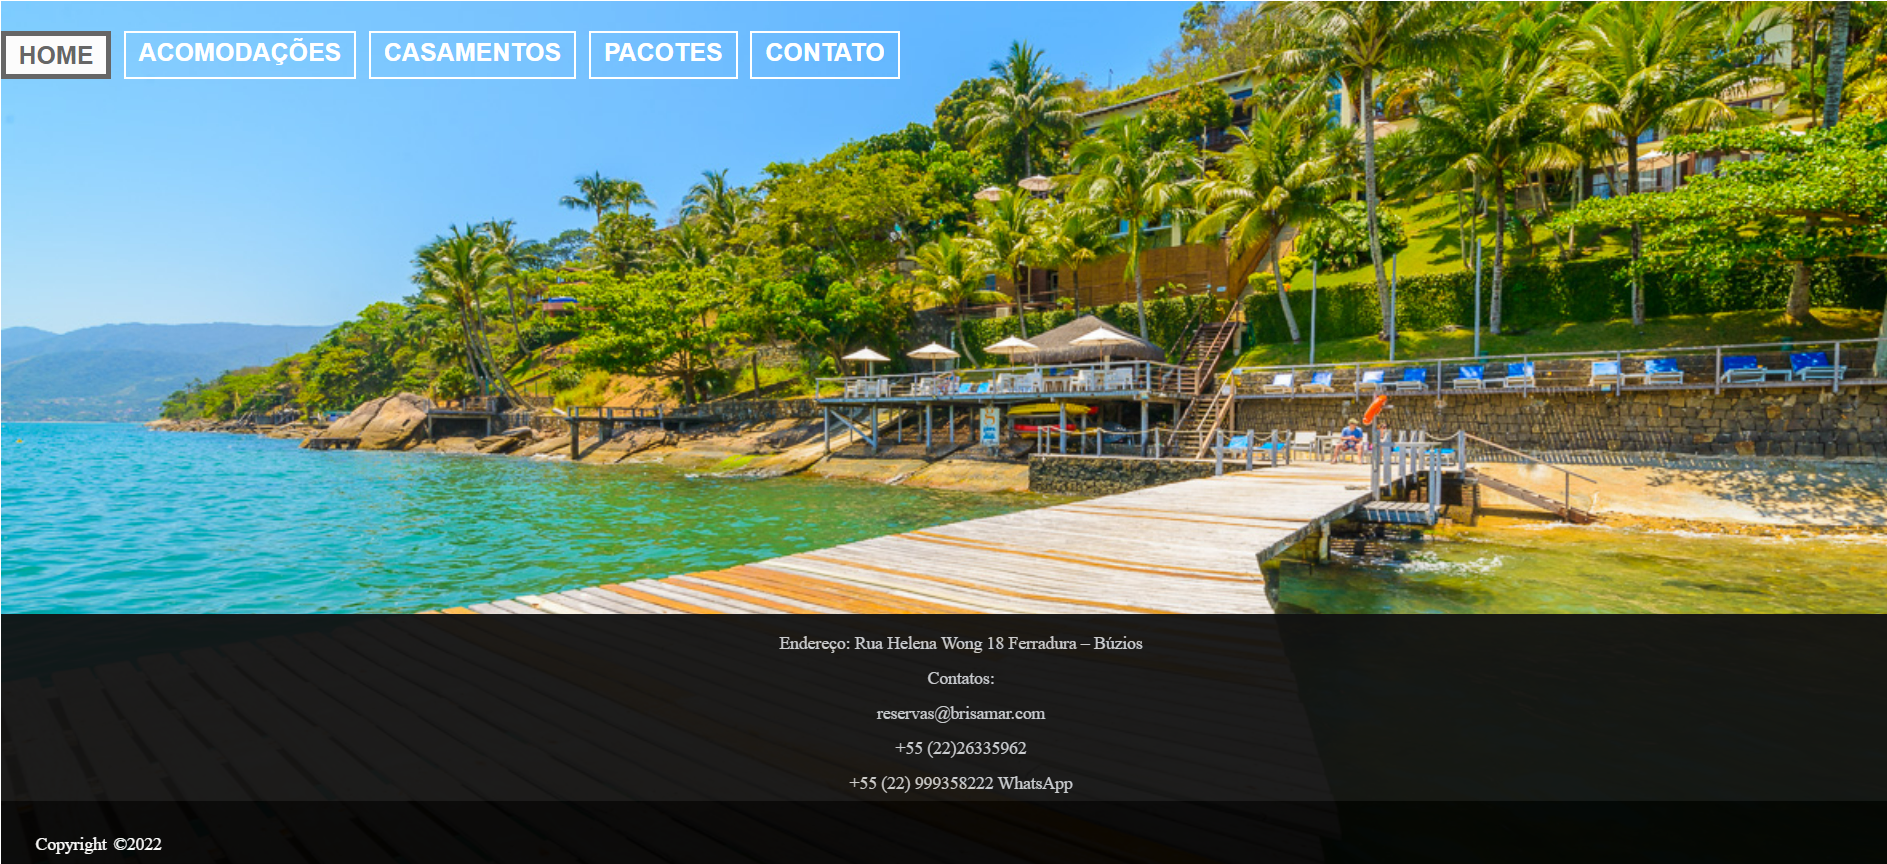 HOME ACOMODAÇÕES CASAMENTOS PACOTES CONTATO
Endereço: Rua Helena Wong 18 Ferradura – Búzios
Contatos:
reservas@brisamar.com
+55 (22)26335962
+55 (22) 999358222 WhatsApp
Copyright ©2022